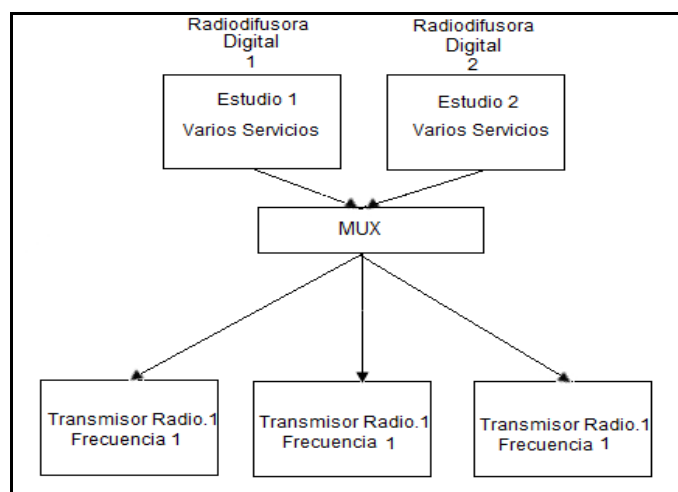 Radiodifusora
Digital
1
Radiodifusora
Digital
2
Estudio 1
Varios Servicios
Estudio 2
Varios Servicios
MUX
Transmisor Radio.1
Frecuencia 1
Transmisor Radio.1
Frecuencia 1
Transmisor Radio.1
Frecuencia 1